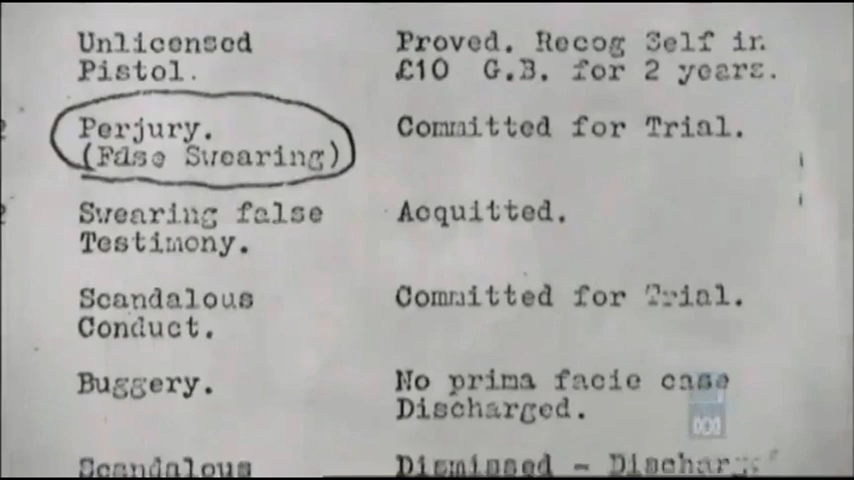 Unlicensed Proved. Recog Self in
Pistol. £10 G.B. for 2 years.
Perjury. Committed for Trial.
(False Swearing)
Swearing false Acquitted.
Testimony.
Scandalous Committed for Trial.
Conduct.
Buggery. No prima facie case
Discharged.
Scandalous Dismissed - Discharg